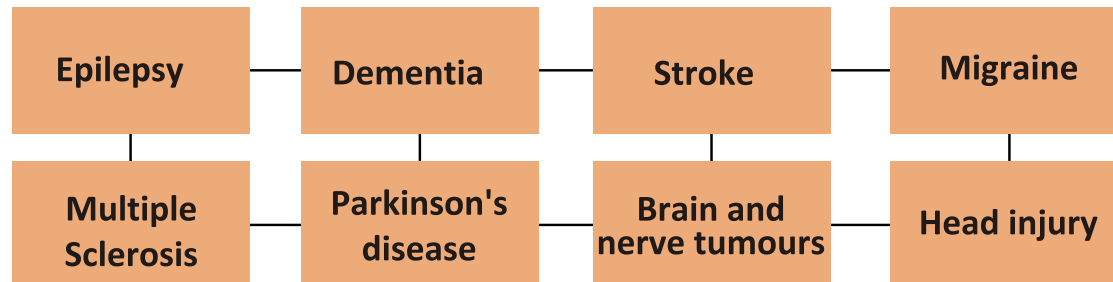 Epilepsy
Dementia
Stroke
Migraine
Multiple
Sclerosis
Parkinson's
disease
Brain and
nerve tumours
Head injury